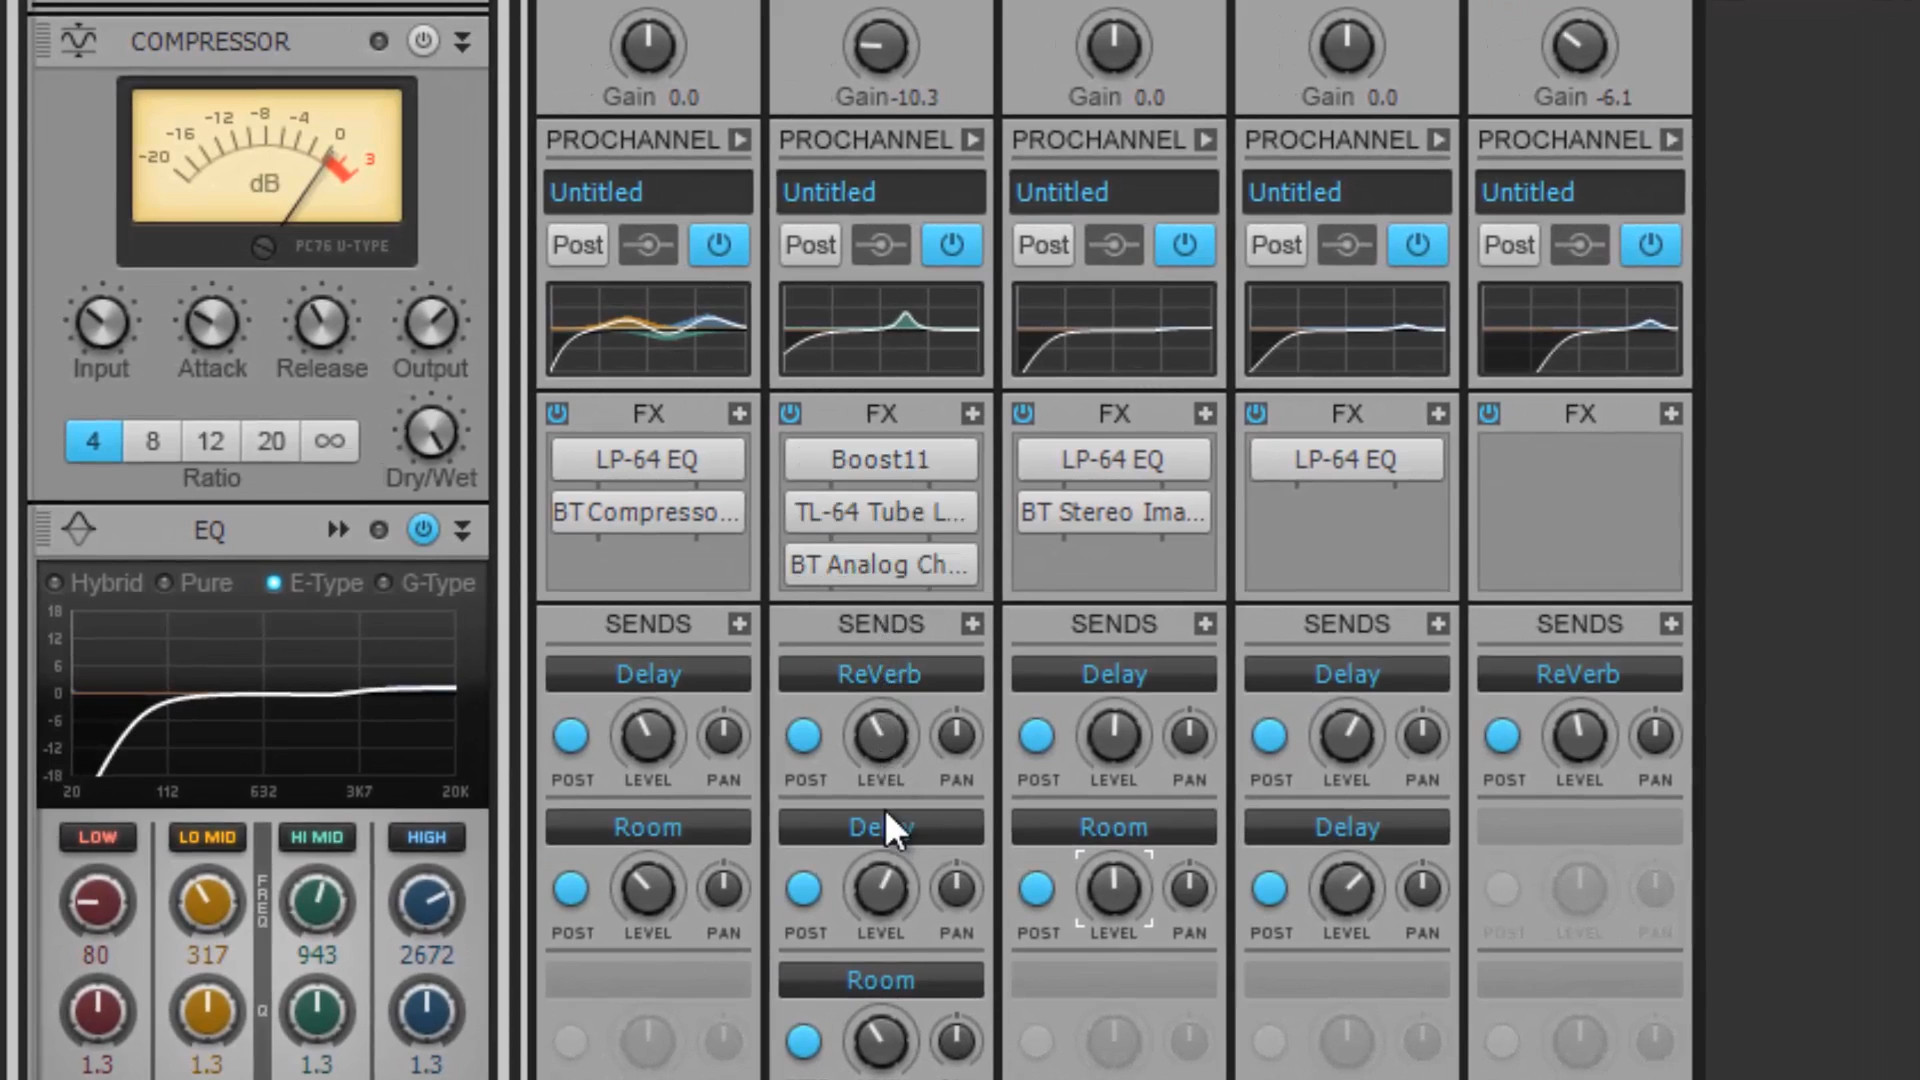 COMPRESSOR
-20 -16 -12 -8 -4 0 3
dB
PC76 U-TYPE
Input Attack Release Output
4 8 12 20 ∞
Ratio
Dry/Wet
EQ
Hybrid Pure E-Type G-Type
18
12
6
0
-6
-12
-18
20 112 632 3K7 20K
LOW LO MID HI MID HIGH
FREQ
80 317 943 2672
Q
1.3 1.3 1.3 1.3
Gain 0.0
PROCHANNEL
Untitled
Post
FX
LP-64 EQ
BT Compresso...
SENDS
Delay
POST LEVEL PAN
Room
POST LEVEL PAN
Gain -10.3
PROCHANNEL
Untitled
Post
FX
Boost11
TL-64 Tube L...
BT Analog Ch...
SENDS
ReVerb
POST LEVEL PAN
Delay
POST LEVEL PAN
Room
Gain 0.0
PROCHANNEL
Untitled
Post
FX
LP-64 EQ
BT Stereo Ima...
SENDS
Delay
POST LEVEL PAN
Room
POST LEVEL PAN
Gain 0.0
PROCHANNEL
Untitled
Post
FX
LP-64 EQ
SENDS
Delay
POST LEVEL PAN
Delay
POST LEVEL PAN
Gain -6.1
PROCHANNEL
Untitled
Post
FX
SENDS
ReVerb
POST LEVEL PAN
POST LEVEL PAN